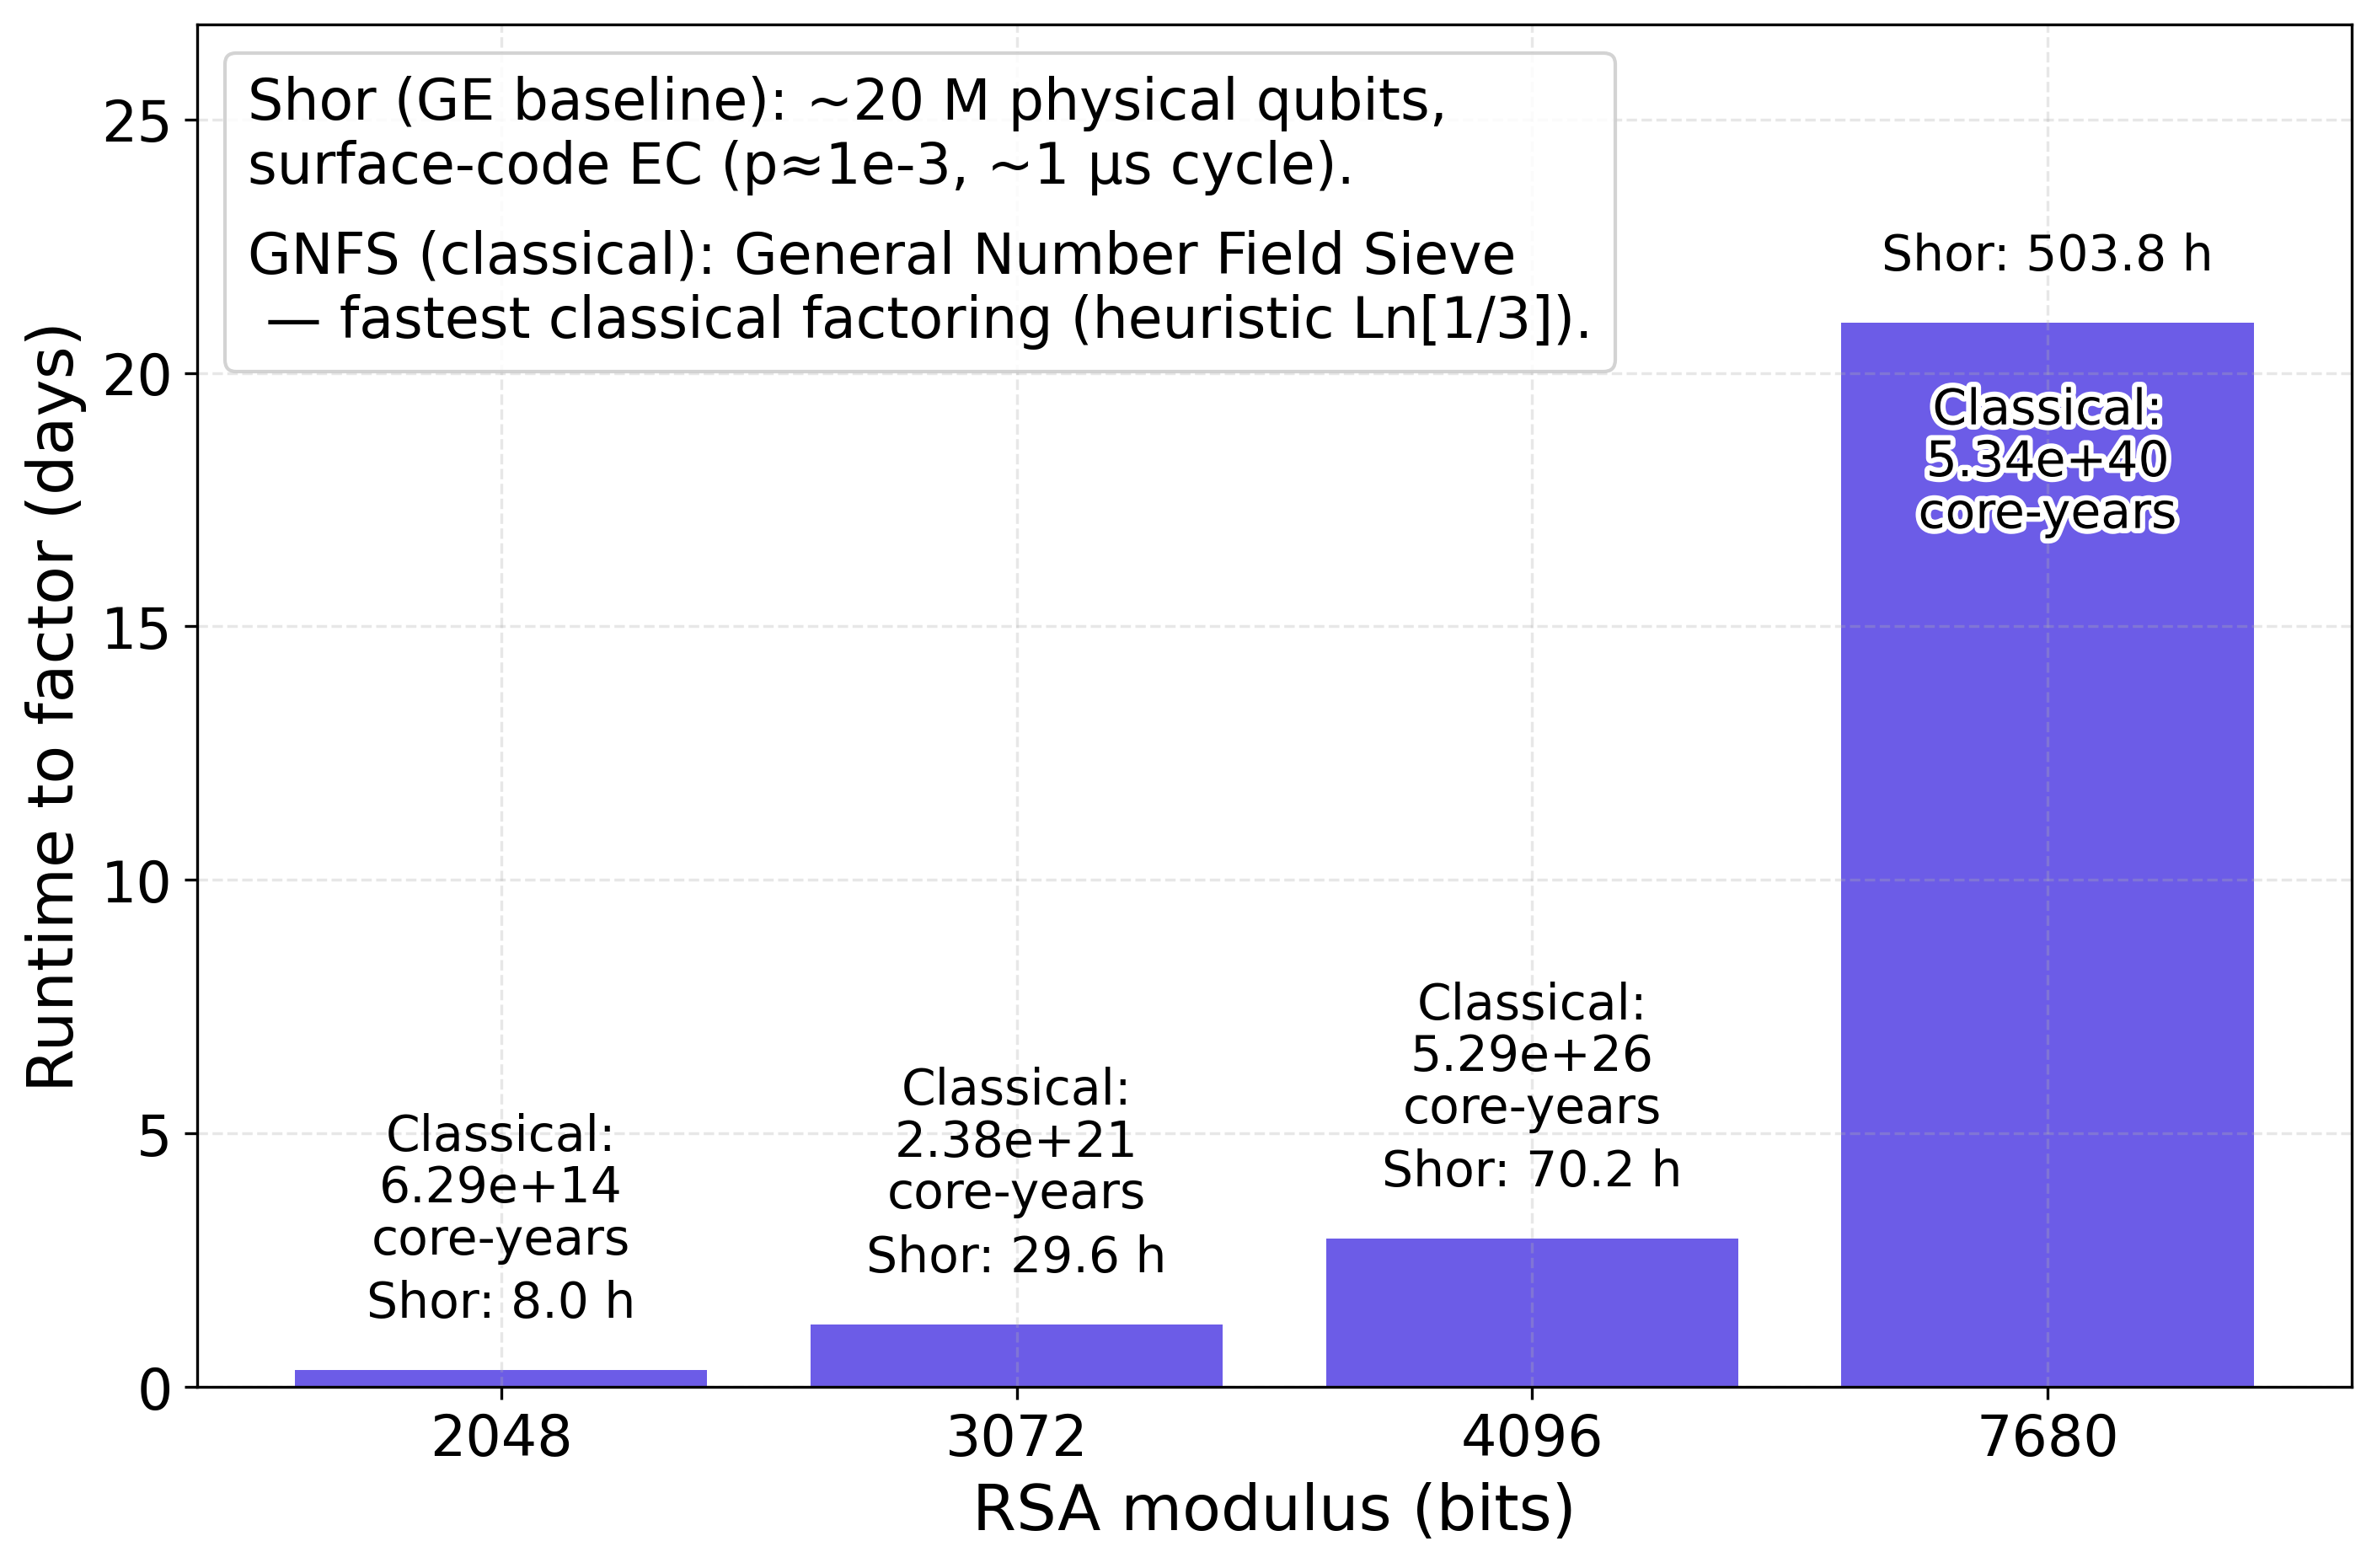 Runtime to factor (days)
25
20
15
10
5
0
Shor (GE baseline): ~20 M physical qubits,
surface-code EC (p≈1e-3, ~1 µs cycle).
GNFS (classical): General Number Field Sieve
— fastest classical factoring (heuristic Ln[1/3]).
Classical:
6.29e+14
core-years
Shor: 8.0 h
Classical:
2.38e+21
core-years
Shor: 29.6 h
Classical:
5.29e+26
core-years
Shor: 70.2 h
Shor: 503.8 h
Classical:
5.34e+40
core-years
2048
3072
4096
7680
RSA modulus (bits)